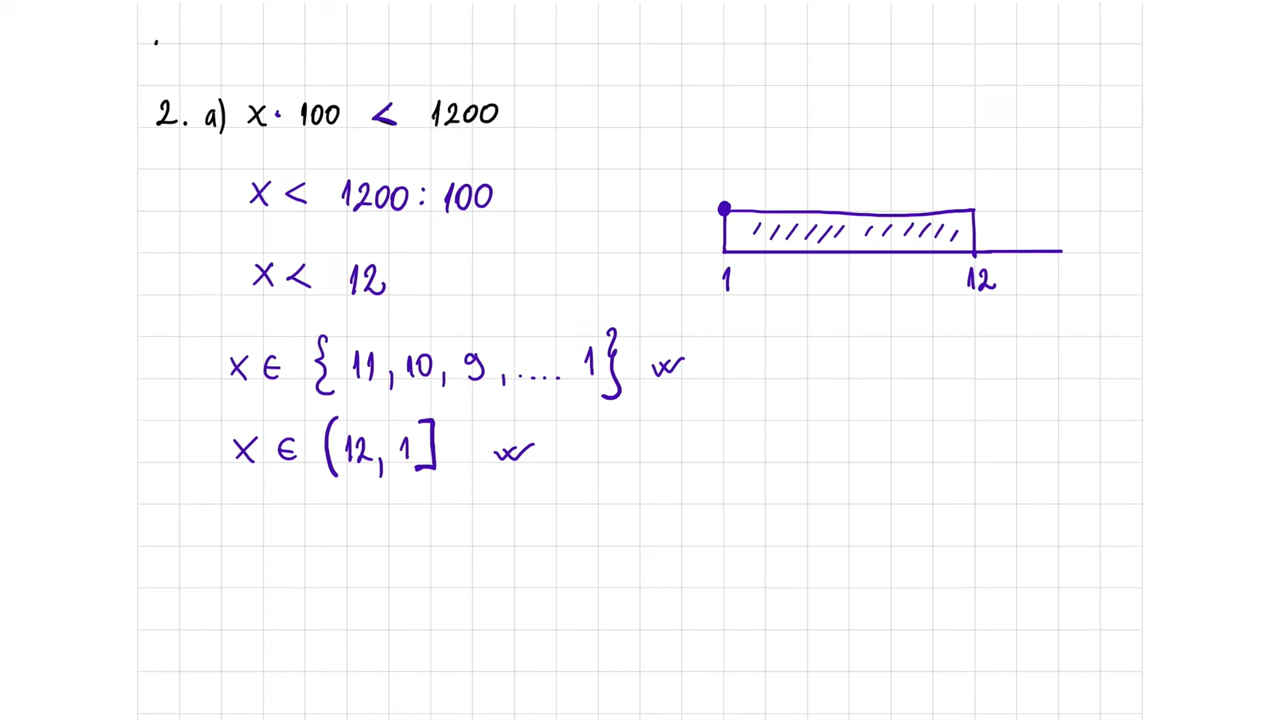 2. a) x · 100 < 1200
x < 1200 : 100
x < 12
x ∈ { 11, 10, 9, .... 1}
x ∈ (12, 1]
1 12